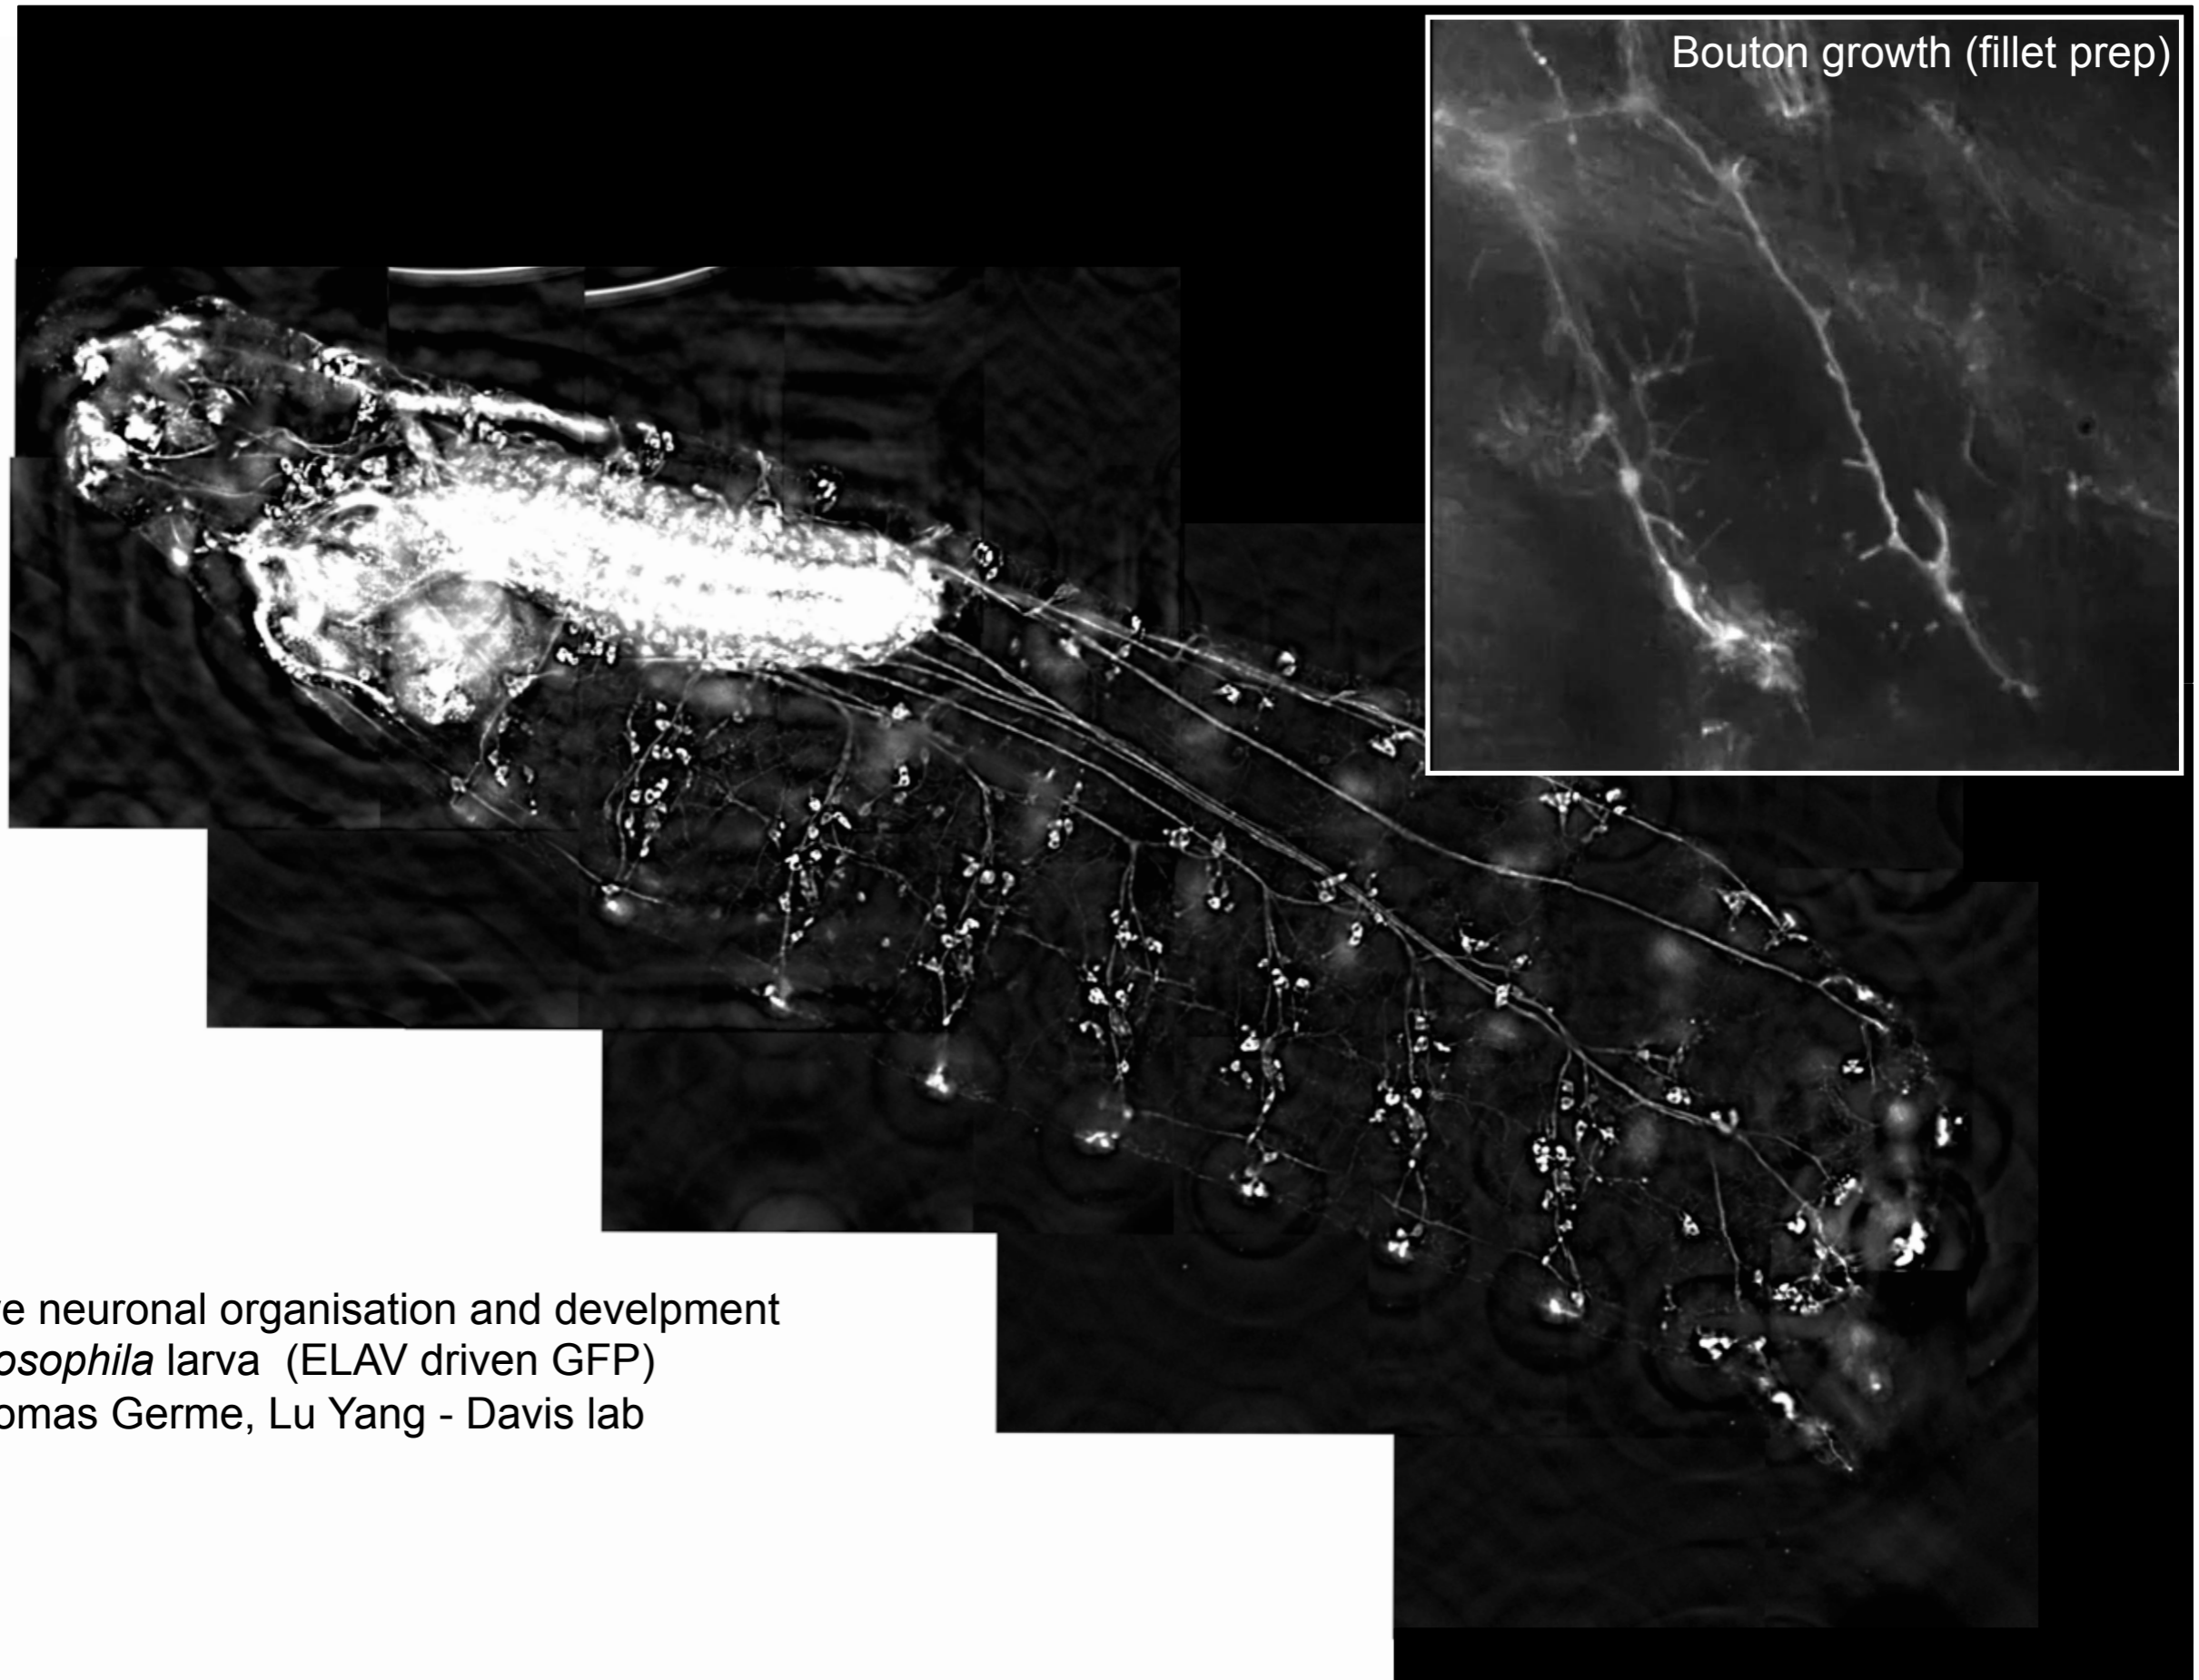 Bouton growth (fillet prep)
e neuronal organisation and develpment
osophila larva (ELAV driven GFP)
omas Germe, Lu Yang - Davis lab